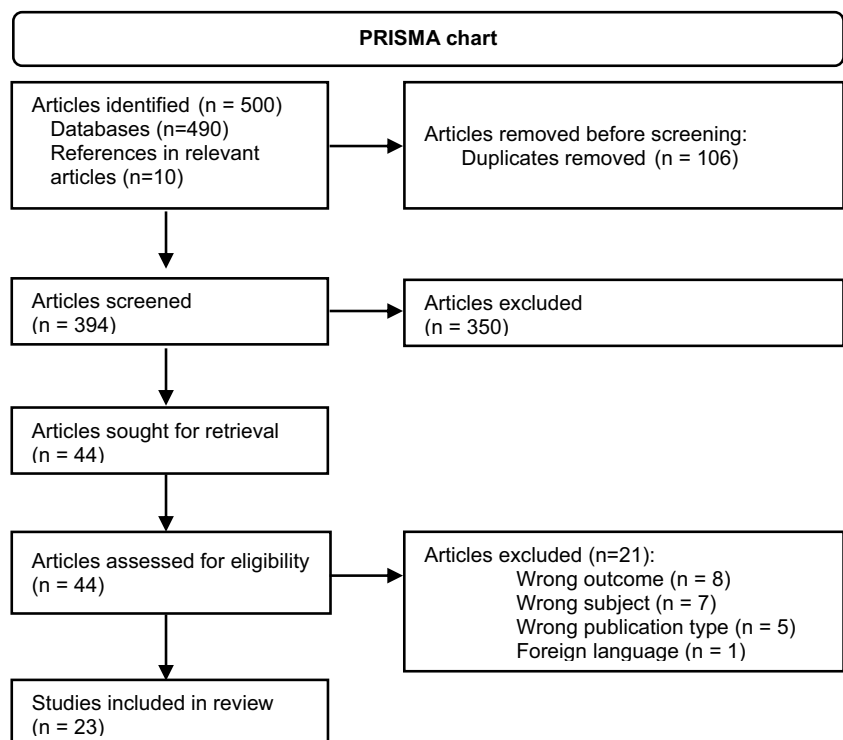 PRISMA chart
Articles identified (n = 500)
Databases (n=490)
References in relevant
articles (n=10)
Articles removed before screening:
Duplicates removed (n = 106)
Articles screened
(n = 394)
Articles excluded
(n = 350)
Articles sought for retrieval
(n = 44)
Articles assessed for eligibility
(n = 44)
Articles excluded (n=21):
Wrong outcome (n = 8)
Wrong subject (n = 7)
Wrong publication type (n = 5)
Foreign language (n = 1)
Studies included in review
(n = 23)